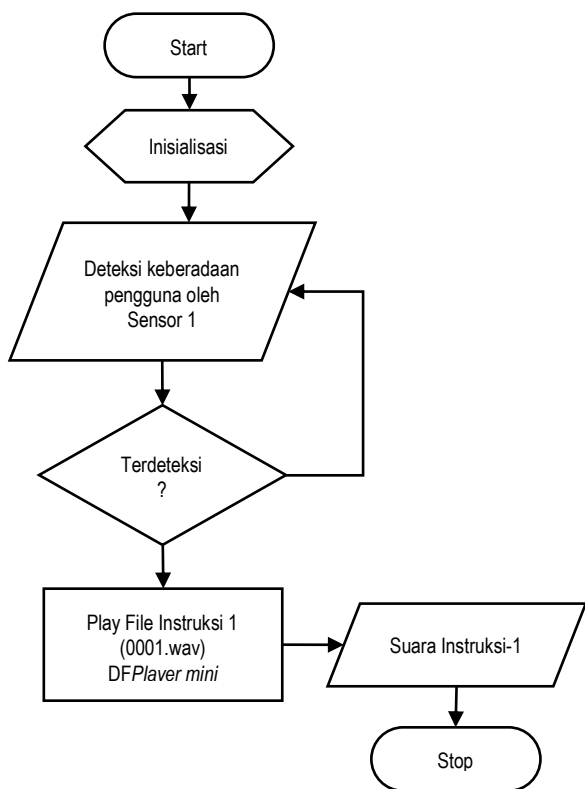 Start
Inisialisasi
Deteksi keberadaan
pengguna oleh
Sensor 1
Terdeteksi
?
Play File Instruksi 1
(0001.wav)
DFPlaver mini
Suara Instruksi-1
Stop